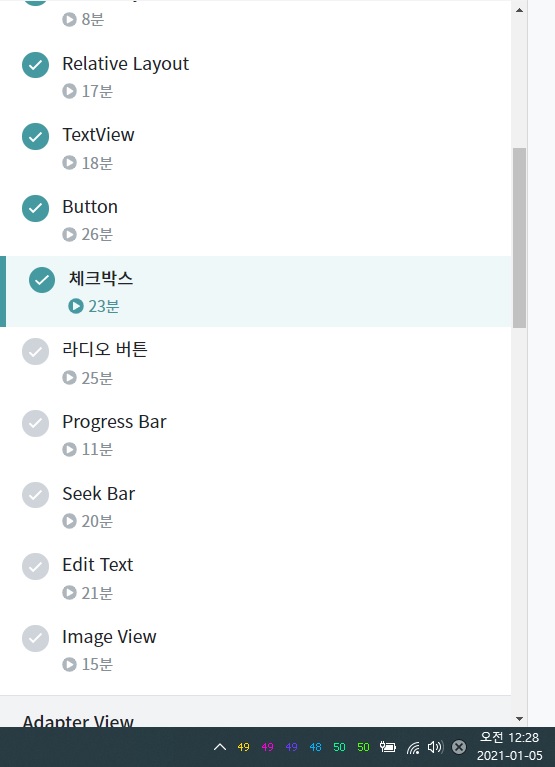 8분
Relative Layout
17분
TextView
18분
Button
26분
체크박스
23분
라디오 버튼
25분
Progress Bar
11분
Seek Bar
20분
Edit Text
21분
Image View
15분
Adapter View
49 49 49 48 50 50
오전 12:28
2021-01-05